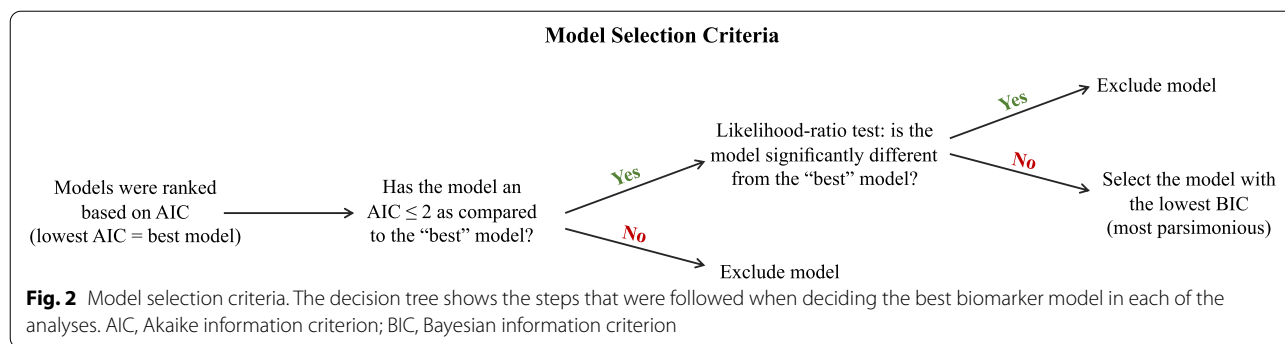 Model Selection Criteria
Models were ranked
based on AIC
(lowest AIC = best model)
Has the model an
AIC ≤ 2 as compared
to the “best” model?
Yes
No
Likelihood-ratio test: is the
model significantly different
from the “best” model?
Exclude model
Yes
No
Exclude model
Select the model with
the lowest BIC
(most parsimonious)
Fig. 2 Model selection criteria. The decision tree shows the steps that were followed when deciding the best biomarker model in each of the
analyses. AIC, Akaike information criterion; BIC, Bayesian information criterion